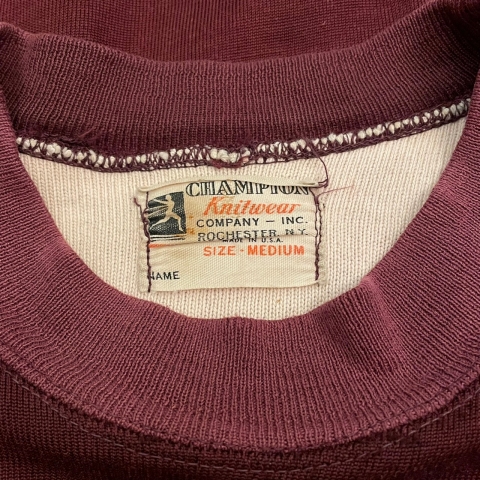 CHAMPION
Knitwear
COMPANY — INC.
ROCHESTER N.Y.
MADE IN U.S.A.
SIZE - MEDIUM
NAME